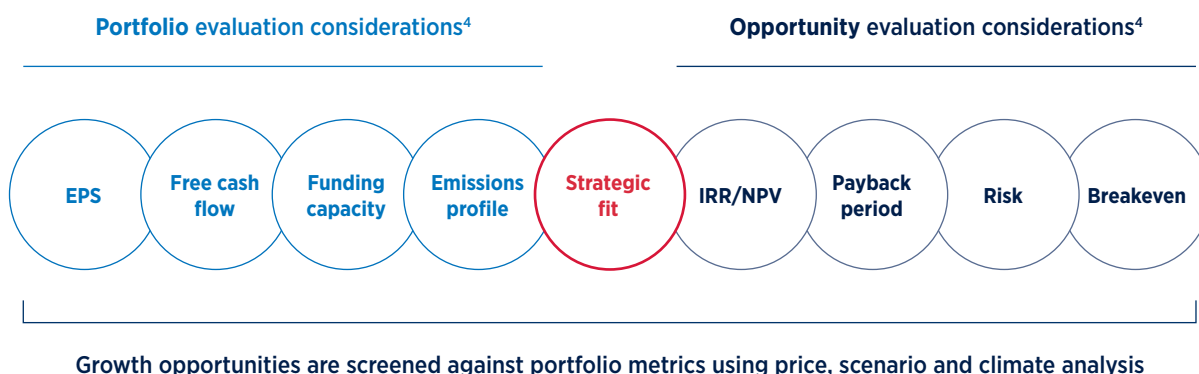 Portfolio evaluation considerations⁴
Opportunity evaluation considerations⁴
EPS
Free cash
flow
Funding
capacity
Emissions
profile
Strategic
fit
IRR/NPV
Payback
period
Risk
Breakeven
Growth opportunities are screened against portfolio metrics using price, scenario and climate analysis